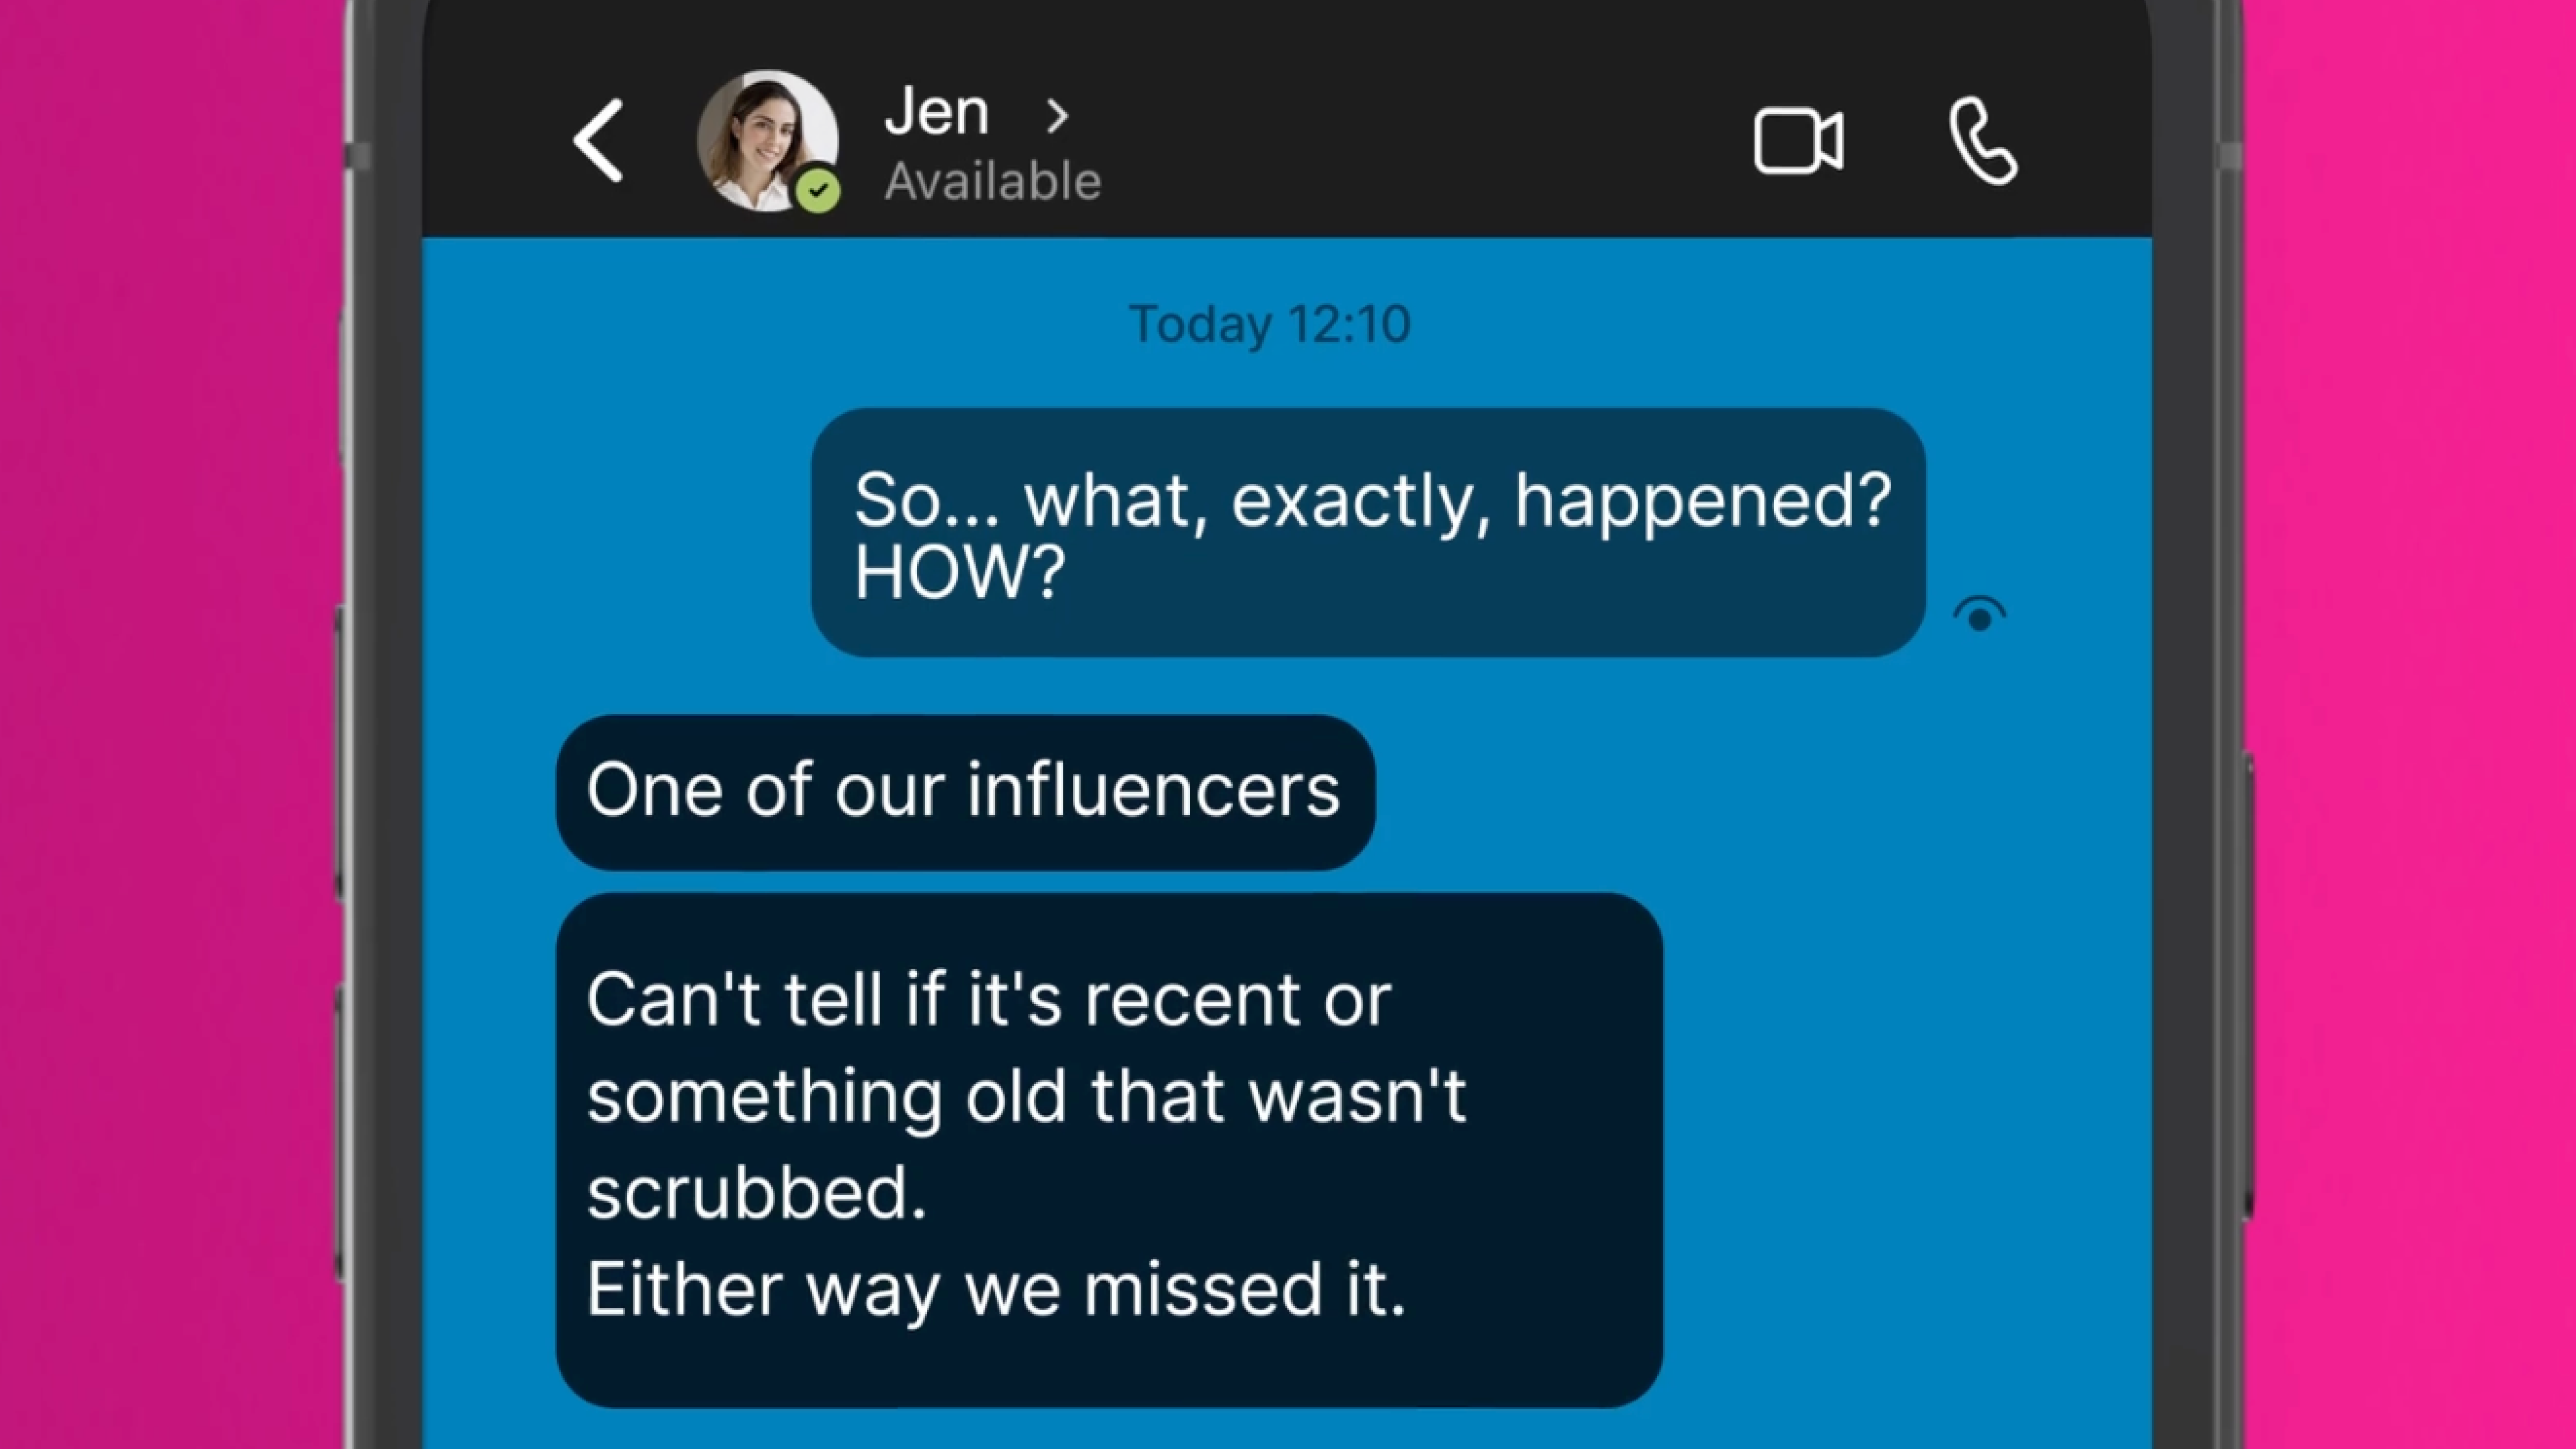 Jen
Available
Today 12:10
So... what, exactly, happened?
HOW?
One of our influencers
Can't tell if it's recent or
something old that wasn't
scrubbed.
Either way we missed it.